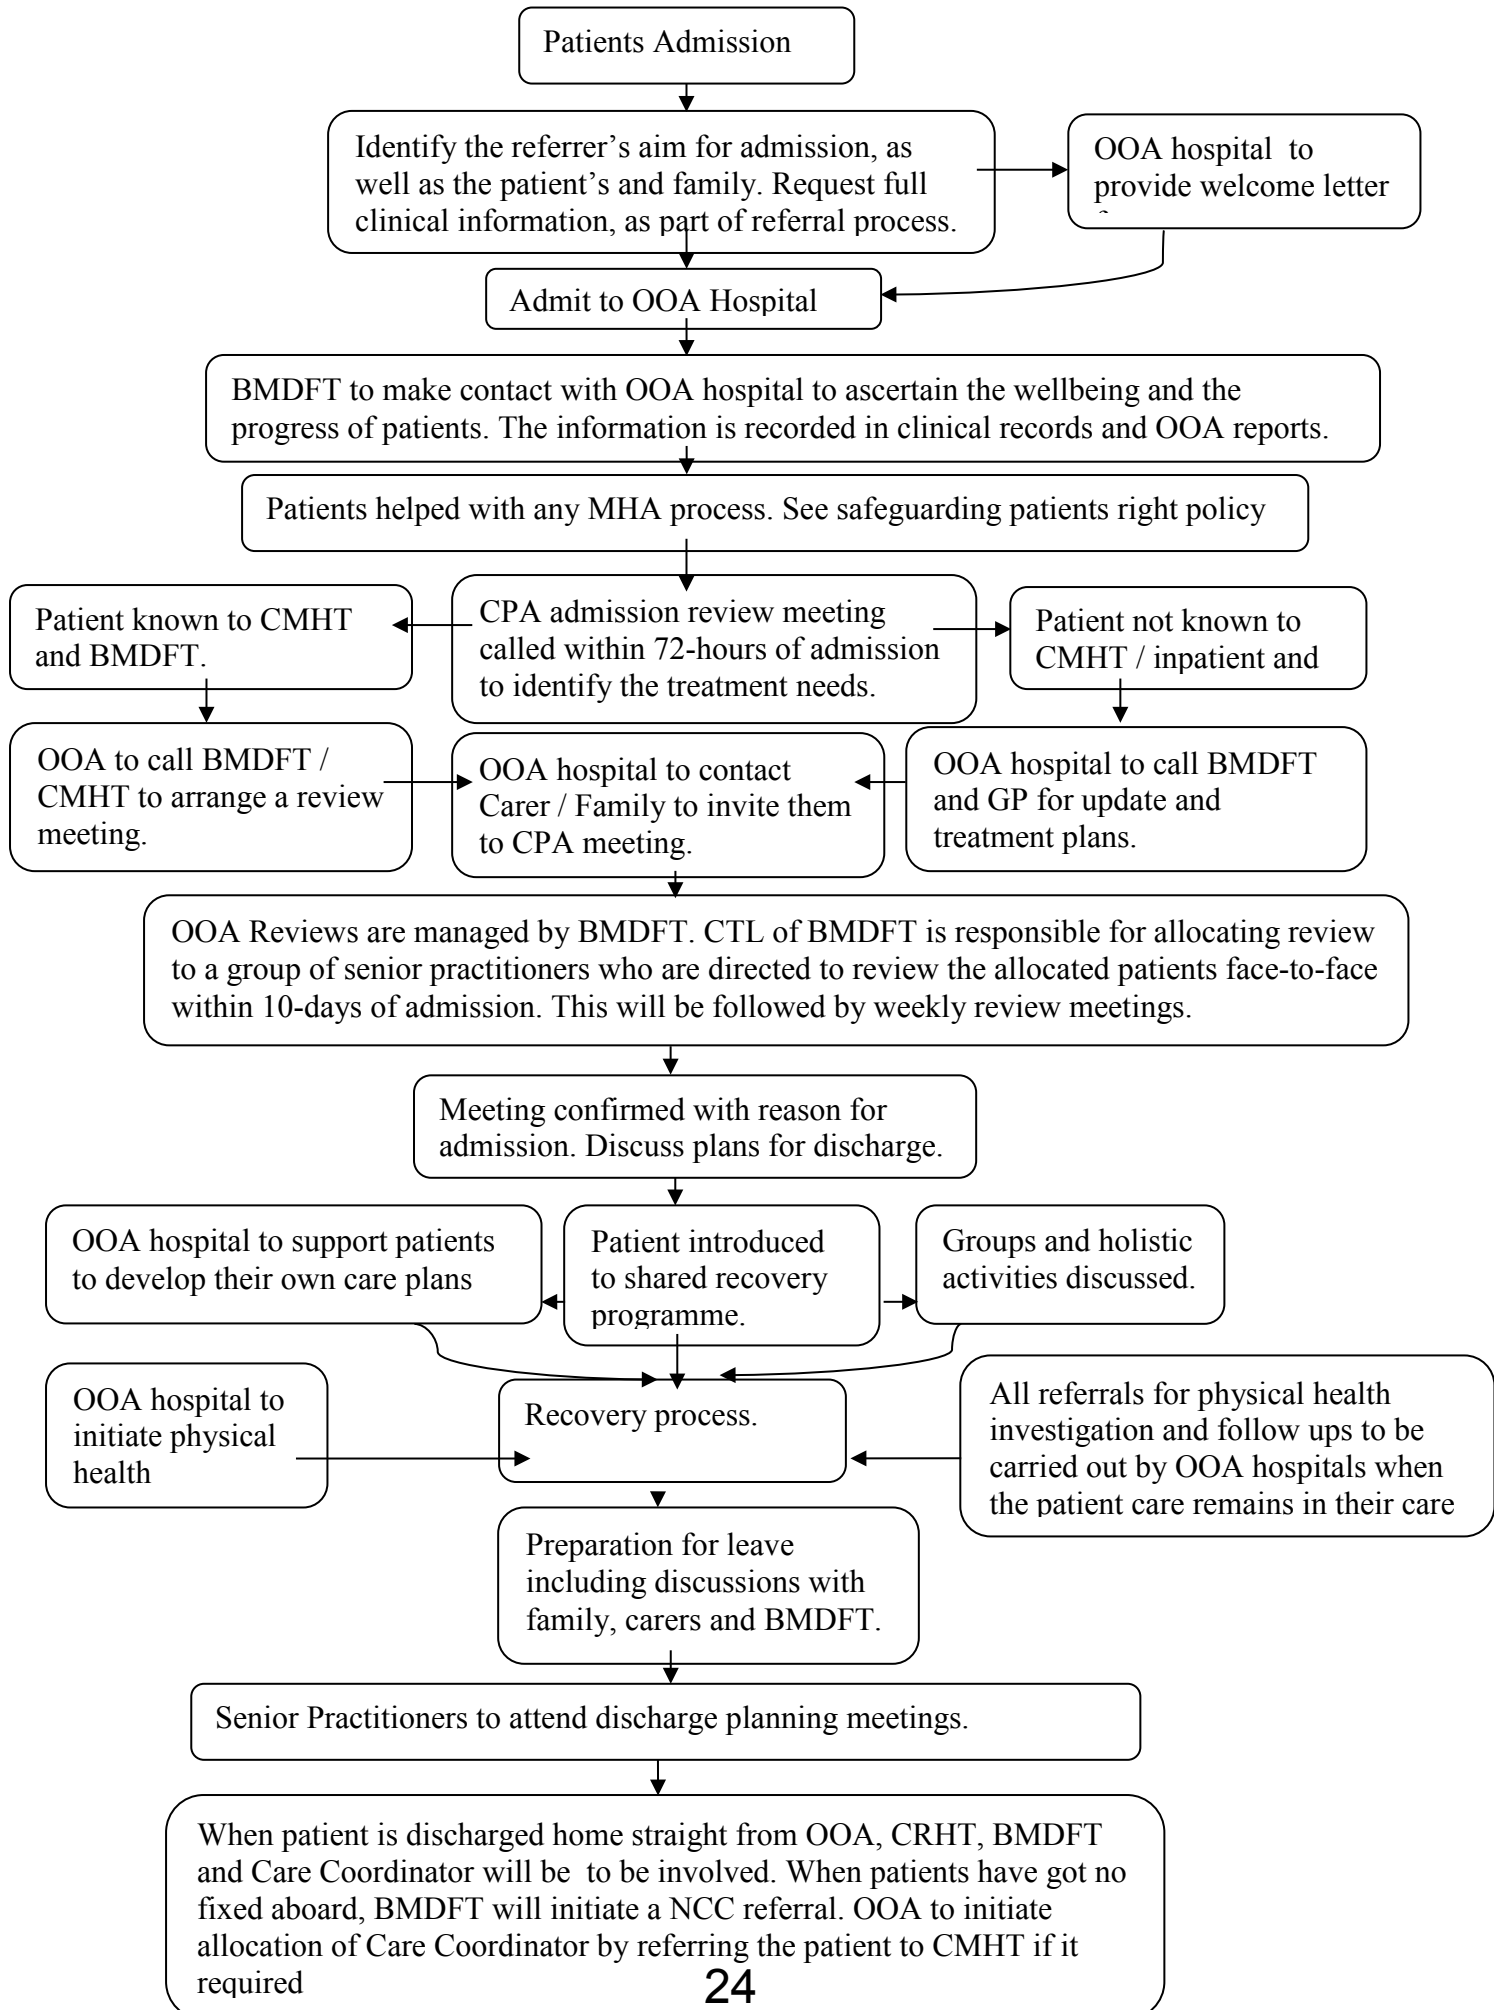 Patients Admission
Identify the referrer’s aim for admission, as
well as the patient’s and family. Request full
clinical information, as part of referral process.
OOA hospital  to
provide welcome letter
Admit to OOA Hospital
BMDFT to make contact with OOA hospital to ascertain the wellbeing and the
progress of patients. The information is recorded in clinical records and OOA reports.
Patients helped with any MHA process. See safeguarding patients right policy
Patient known to CMHT
and BMDFT.
CPA admission review meeting
called within 72-hours of admission
to identify the treatment needs.
Patient not known to
CMHT / inpatient and
OOA to call BMDFT /
CMHT to arrange a review
meeting.
OOA hospital to contact
Carer / Family to invite them
to CPA meeting.
OOA hospital to call BMDFT
and GP for update and
treatment plans.
OOA Reviews are managed by BMDFT. CTL of BMDFT is responsible for allocating review
to a group of senior practitioners who are directed to review the allocated patients face-to-face
within 10-days of admission. This will be followed by weekly review meetings.
Meeting confirmed with reason for
admission. Discuss plans for discharge.
OOA hospital to support patients
to develop their own care plans
Patient introduced
to shared recovery
programme.
Groups and holistic
activities discussed.
OOA hospital to
initiate physical
health
Recovery process.
All referrals for physical health
investigation and follow ups to be
carried out by OOA hospitals when
the patient care remains in their care
Preparation for leave
including discussions with
family, carers and BMDFT.
Senior Practitioners to attend discharge planning meetings.
When patient is discharged home straight from OOA, CRHT, BMDFT
and Care Coordinator will be  to be involved. When patients have got no
fixed aboard, BMDFT will initiate a NCC referral. OOA to initiate
allocation of Care Coordinator by referring the patient to CMHT if it
required
24